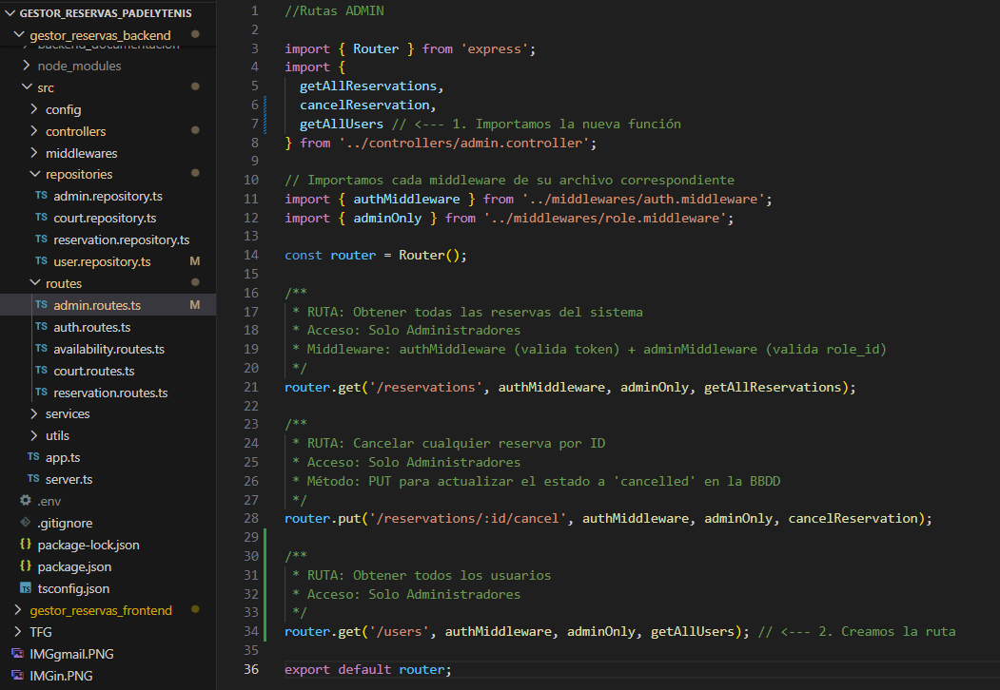 GESTOR_RESERVAS_PADELYTENIS
gestor_reservas_backend
backend_documentacion
node_modules
src
config
controllers
middlewares
repositories
TS admin.repository.ts
TS court.repository.ts
TS reservation.repository.ts
TS user.repository.ts M
routes
TS admin.routes.ts M
TS auth.routes.ts
TS availability.routes.ts
TS court.routes.ts
TS reservation.routes.ts
services
utils
TS app.ts
TS server.ts
.env
.gitignore
{} package-lock.json
{} package.json
TS tsconfig.json
gestor_reservas_frontend
TFG
IMGgmail.PNG
IMGin.PNG
1 //Rutas ADMIN
2
3 import { Router } from 'express';
4 import {
5 getAllReservations,
6 cancelReservation,
7 getAllUsers // <--- 1. Importamos la nueva función
8 } from '../controllers/admin.controller';
9
10 // Importamos cada middleware de su archivo correspondiente
11 import { authMiddleware } from '../middlewares/auth.middleware';
12 import { adminOnly } from '../middlewares/role.middleware';
13
14 const router = Router();
15
16 /**
17 * RUTA: Obtener todas las reservas del sistema
18 * Acceso: Solo Administradores
19 * Middleware: authMiddleware (valida token) + adminMiddleware (valida role_id)
20 */
21 router.get('/reservations', authMiddleware, adminOnly, getAllReservations);
22
23 /**
24 * RUTA: Cancelar cualquier reserva por ID
25 * Acceso: Solo Administradores
26 * Método: PUT para actualizar el estado a 'cancelled' en la BBDD
27 */
28 router.put('/reservations/:id/cancel', authMiddleware, adminOnly, cancelReservation);
29
30 /**
31 * RUTA: Obtener todos los usuarios
32 * Acceso: Solo Administradores
33 */
34 router.get('/users', authMiddleware, adminOnly, getAllUsers); // <--- 2. Creamos la ruta
35
36 export default router;